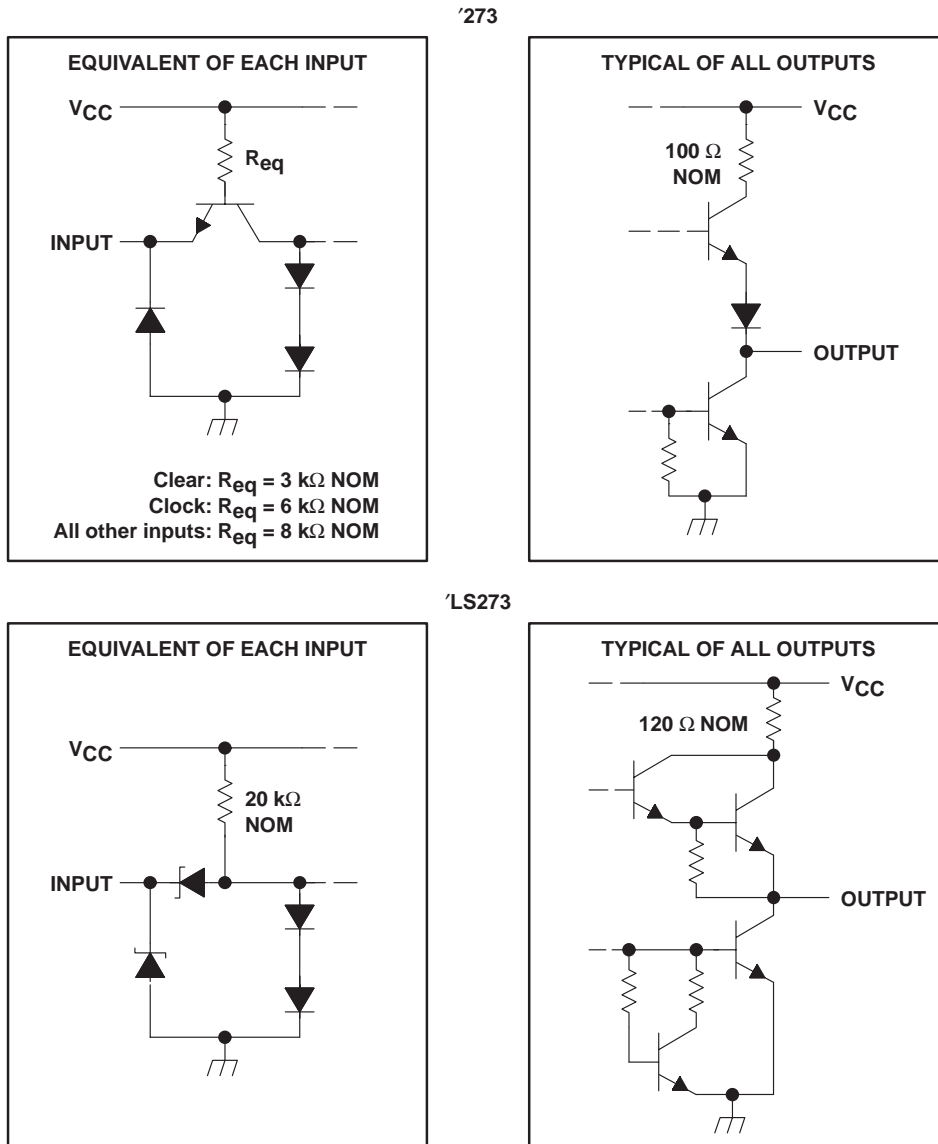 ′273
EQUIVALENT OF EACH INPUT
VCC
Req
INPUT
Clear: Req = 3 kΩ NOM
Clock: Req = 6 kΩ NOM
All other inputs: Req = 8 kΩ NOM
TYPICAL OF ALL OUTPUTS
VCC
100 Ω
NOM
OUTPUT
′LS273
EQUIVALENT OF EACH INPUT
VCC
20 kΩ
NOM
INPUT
TYPICAL OF ALL OUTPUTS
VCC
120 Ω NOM
OUTPUT